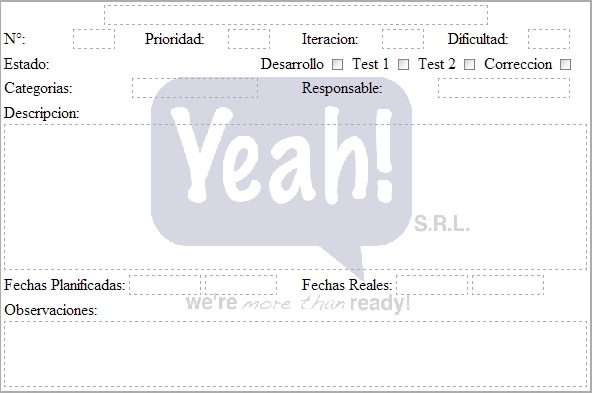 N°: Prioridad: Iteracion: Dificultad:
Estado: Desarrollo Test 1 Test 2 Correccion
Categorias: Responsable:
Descripcion:
Yeah!
S.R.L.
Fechas Planificadas: Fechas Reales:
we're more than ready!
Observaciones: